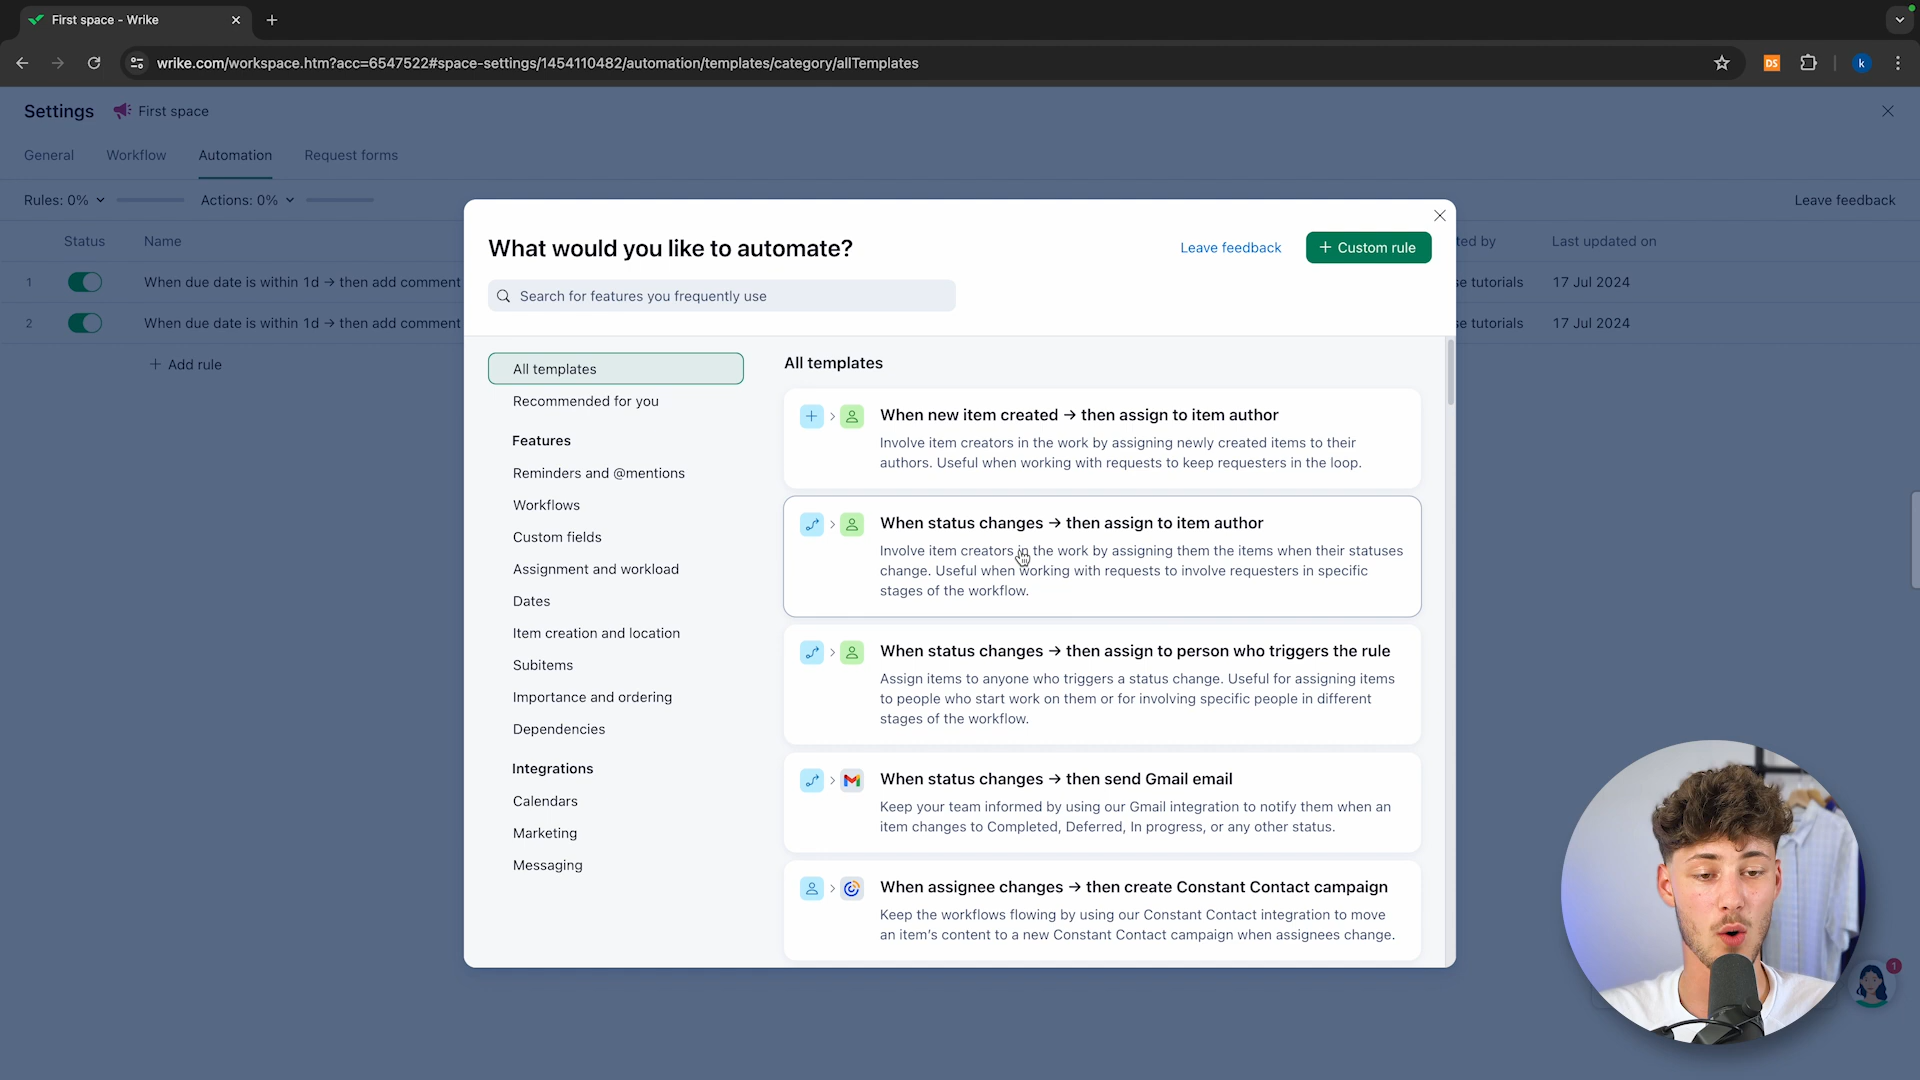 First space - Wrike
wrike.com/workspace.htm?acc=6547522#space-settings/1454110482/automation/templates/category/allTemplates
DS
k
Settings
First space
General
Workflow
Automation
Request forms
Rules: 0%
Actions: 0%
Leave feedback
Status
Name
ted by
Last updated on
1
When due date is within 1d → then add comment
se tutorials
17 Jul 2024
2
When due date is within 1d → then add comment
se tutorials
17 Jul 2024
+ Add rule
What would you like to automate?
Leave feedback
+ Custom rule
Search for features you frequently use
All templates
Recommended for you
Features
Reminders and @mentions
Workflows
Custom fields
Assignment and workload
Dates
Item creation and location
Subitems
Importance and ordering
Dependencies
Integrations
Calendars
Marketing
Messaging
All templates
When new item created → then assign to item author
Involve item creators in the work by assigning newly created items to their
authors. Useful when working with requests to keep requesters in the loop.
When status changes → then assign to item author
Involve item creators in the work by assigning them the items when their statuses
change. Useful when working with requests to involve requesters in specific
stages of the workflow.
When status changes → then assign to person who triggers the rule
Assign items to anyone who triggers a status change. Useful for assigning items
to people who start work on them or for involving specific people in different
stages of the workflow.
When status changes → then send Gmail email
Keep your team informed by using our Gmail integration to notify them when an
item changes to Completed, Deferred, In progress, or any other status.
When assignee changes → then create Constant Contact campaign
Keep the workflows flowing by using our Constant Contact integration to move
an item's content to a new Constant Contact campaign when assignees change.
1